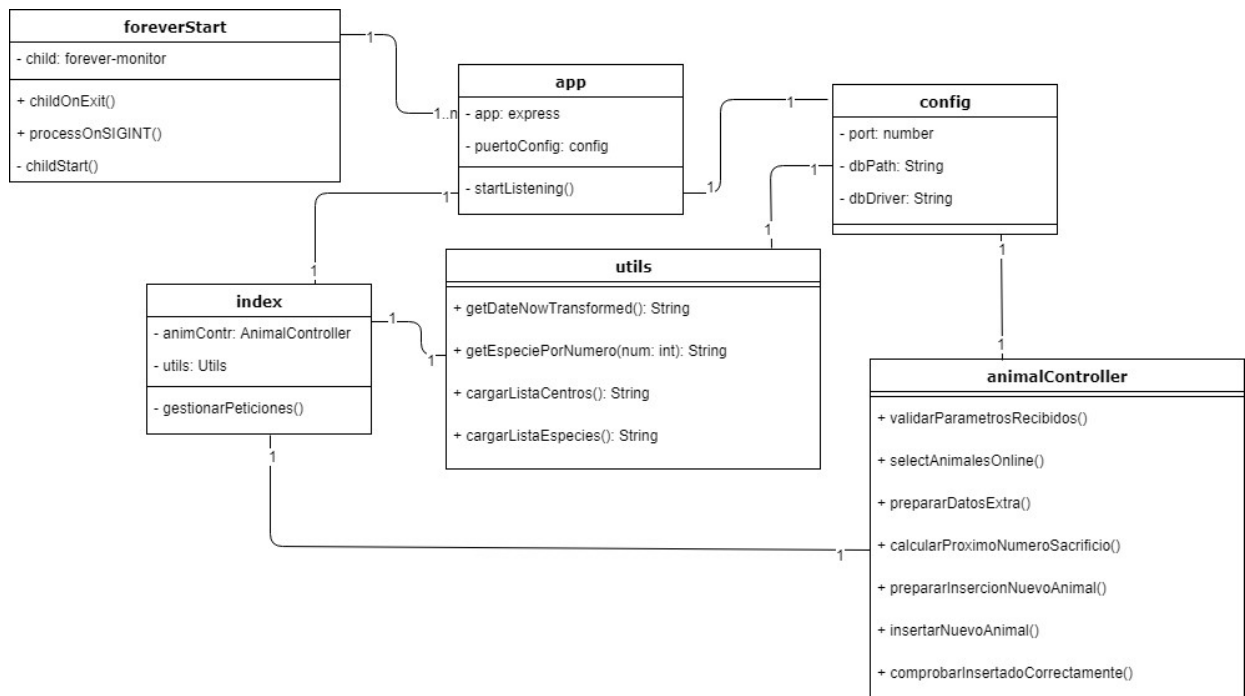 foreverStart
- child: forever-monitor
+ childOnExit()
+ processOnSIGINT()
- childStart()
1
1..n
app
- app: express
- puertoConfig: config
- startListening()
1
1
config
- port: number
- dbPath: String
- dbDriver: String
1
1
1
1
utils
+ getDateNowTransformed(): String
+ getEspeciePorNumero(num: int): String
+ cargarListaCentros(): String
+ cargarListaEspecies(): String
index
- animContr: AnimalController
- utils: Utils
- gestionarPeticiones()
1
1
1
1
1
1
animalController
+ validarParametrosRecibidos()
+ selectAnimalesOnline()
+ prepararDatosExtra()
+ calcularProximoNumeroSacrificio()
+ prepararInsercionNuevoAnimal()
+ insertarNuevoAnimal()
+ comprobarInsertadoCorrectamente()